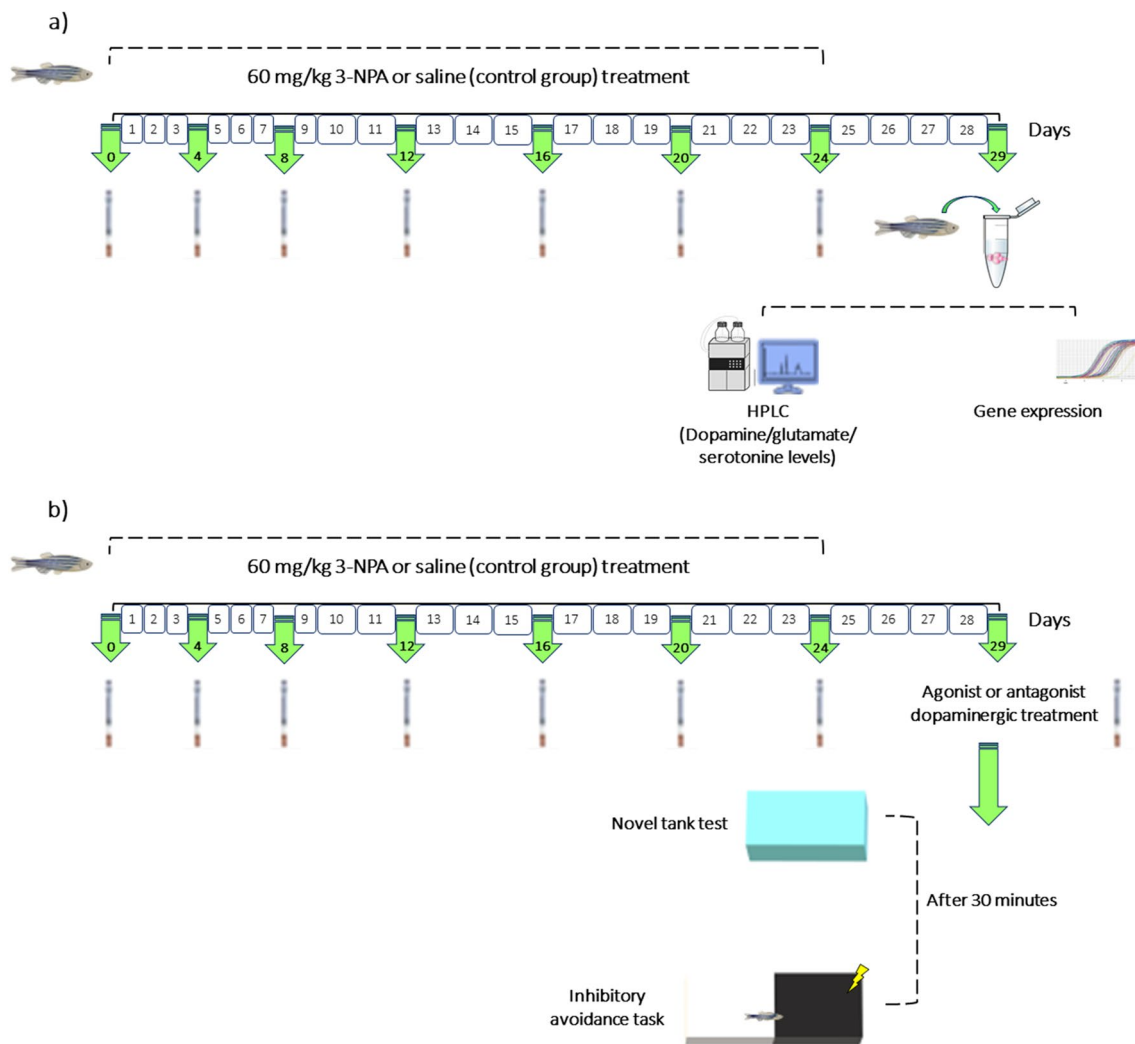 a)
60 mg/kg 3-NPA or saline (control group) treatment
1 2 3 5 6 7 9 10 11 13 14 15 17 18 19 21 22 23 25 26 27 28 Days
0 4 8 12 16 20 24 29
HPLC
(Dopamine/glutamate/
serotonine levels)
Gene expression
b)
60 mg/kg 3-NPA or saline (control group) treatment
1 2 3 5 6 7 9 10 11 13 14 15 17 18 19 21 22 23 25 26 27 28 Days
0 4 8 12 16 20 24 29
Agonist or antagonist
dopaminergic treatment
Novel tank test
After 30 minutes
Inhibitory
avoidance task